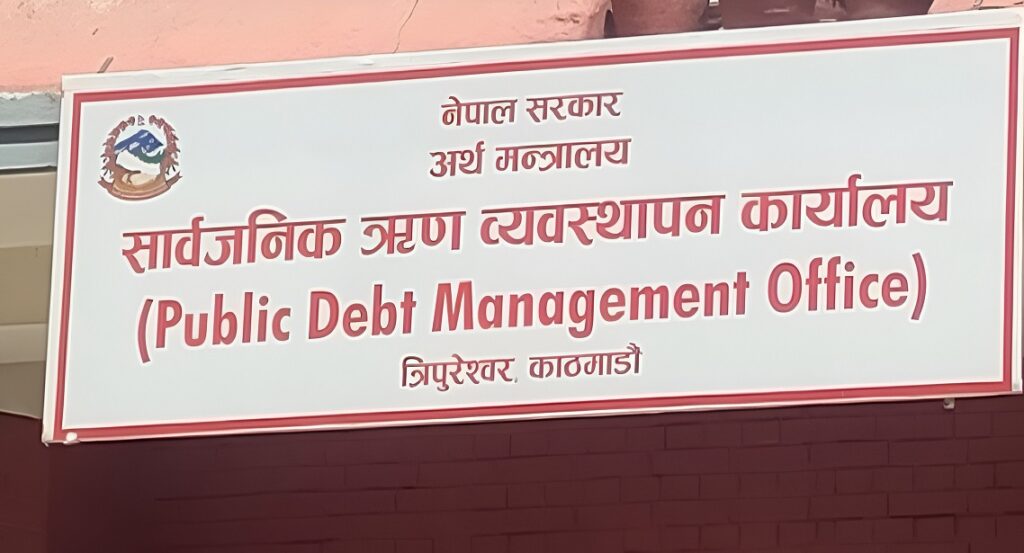 नेपाल सरकार
अर्थ मन्त्रालय
सार्वजनिक ऋण व्यवस्थापन कार्यालय
(Public Debt Management Office)
त्रिपुरेश्वर, काठमाडौं